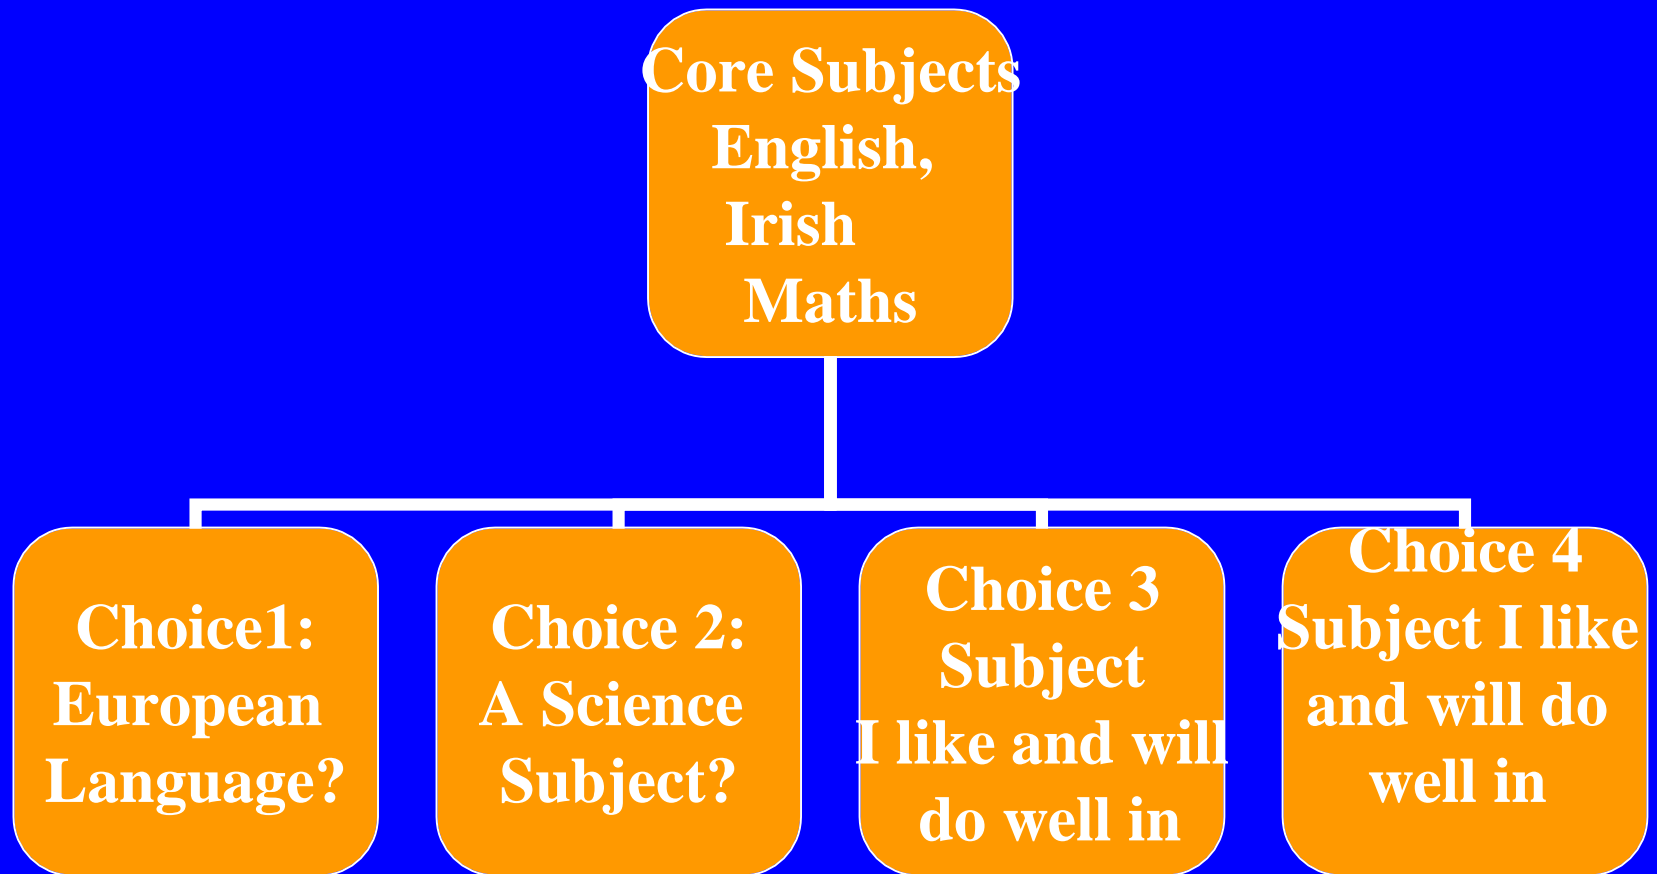 Core Subjects
English,
Irish
Maths
Choice1:
European
Language?
Choice 2:
A Science
Subject?
Choice 3
Subject
I like and will
do well in
Choice 4
Subject I like
and will do
well in